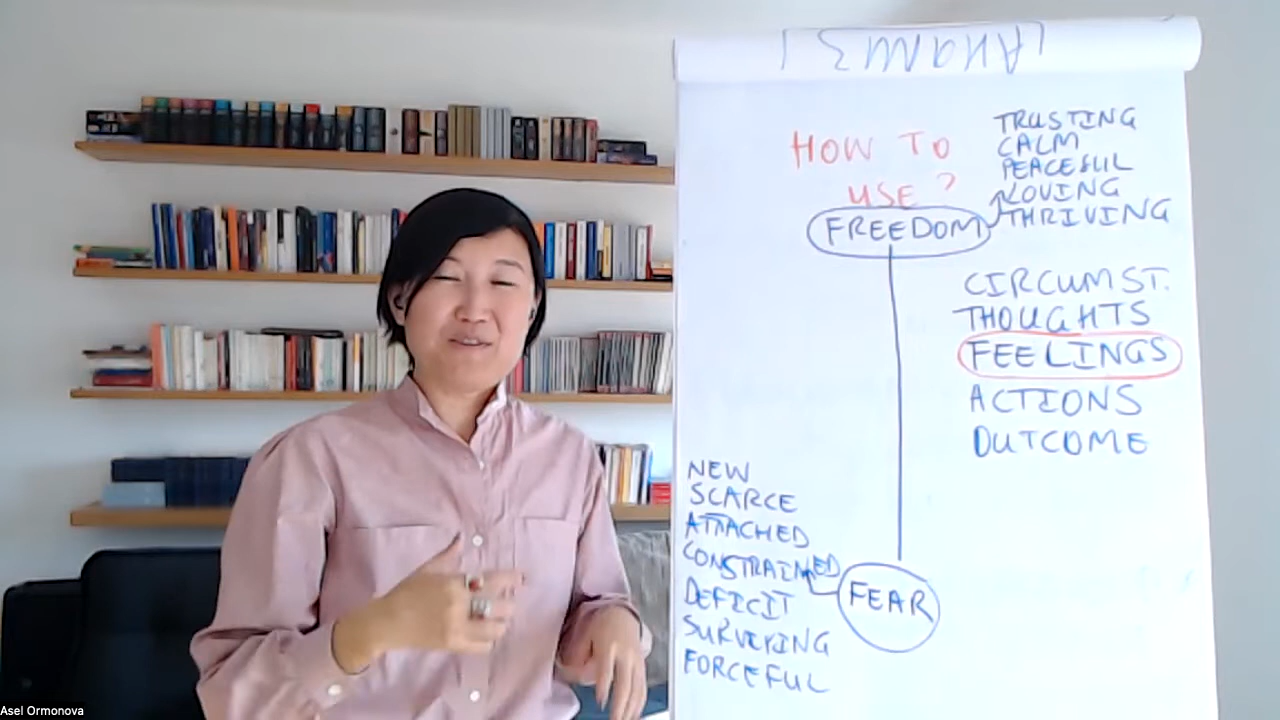 HOW TO
USE?
TRUSTING
CALM
PEACEFUL
LOVING
THRIVING
FREEDOM
CIRCUMST.
THOUGHTS
FEELINGS
ACTIONS
OUTCOME
NEW
SCARCE
ATTACHED
CONSTRAINED
DEFICIT
SURVIVING
FORCEFUL
FEAR
Asel Ormonova